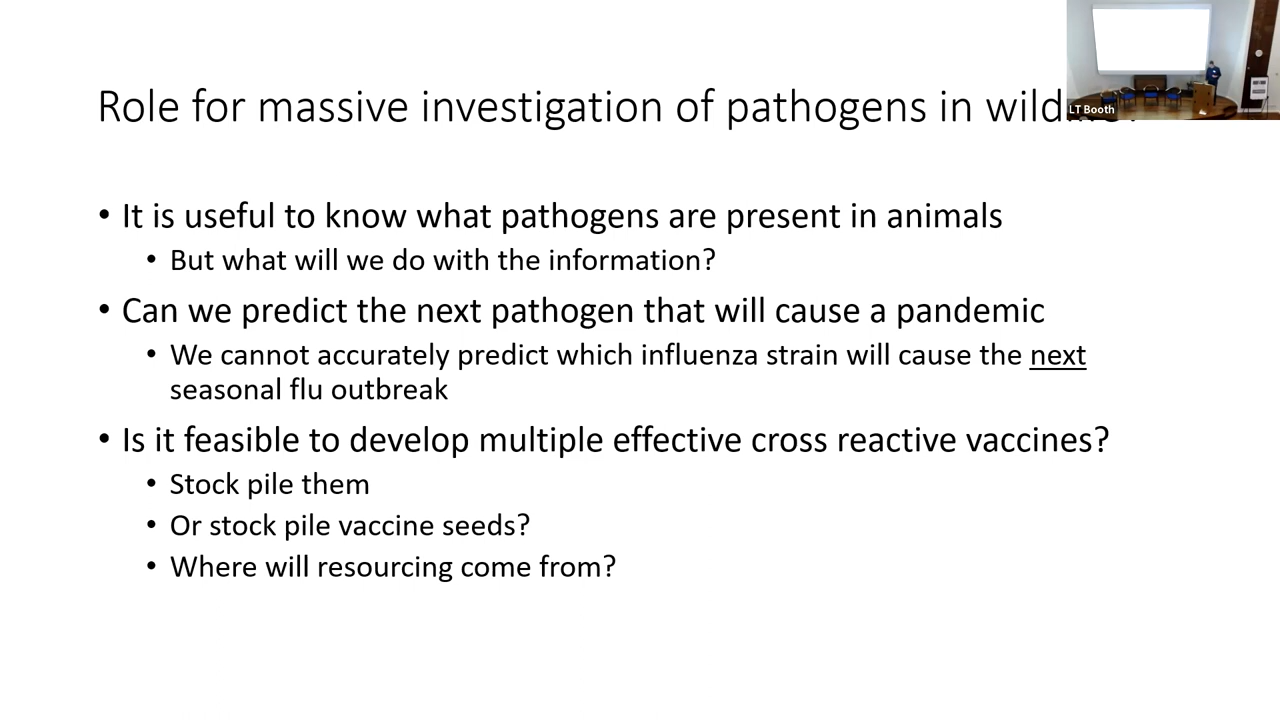 Role for massive investigation of pathogens in
LT Booth
• It is useful to know what pathogens are present in animals
• But what will we do with the information?
• Can we predict the next pathogen that will cause a pandemic
• We cannot accurately predict which influenza strain will cause the next
seasonal flu outbreak
• Is it feasible to develop multiple effective cross reactive vaccines?
• Stock pile them
• Or stock pile vaccine seeds?
• Where will resourcing come from?